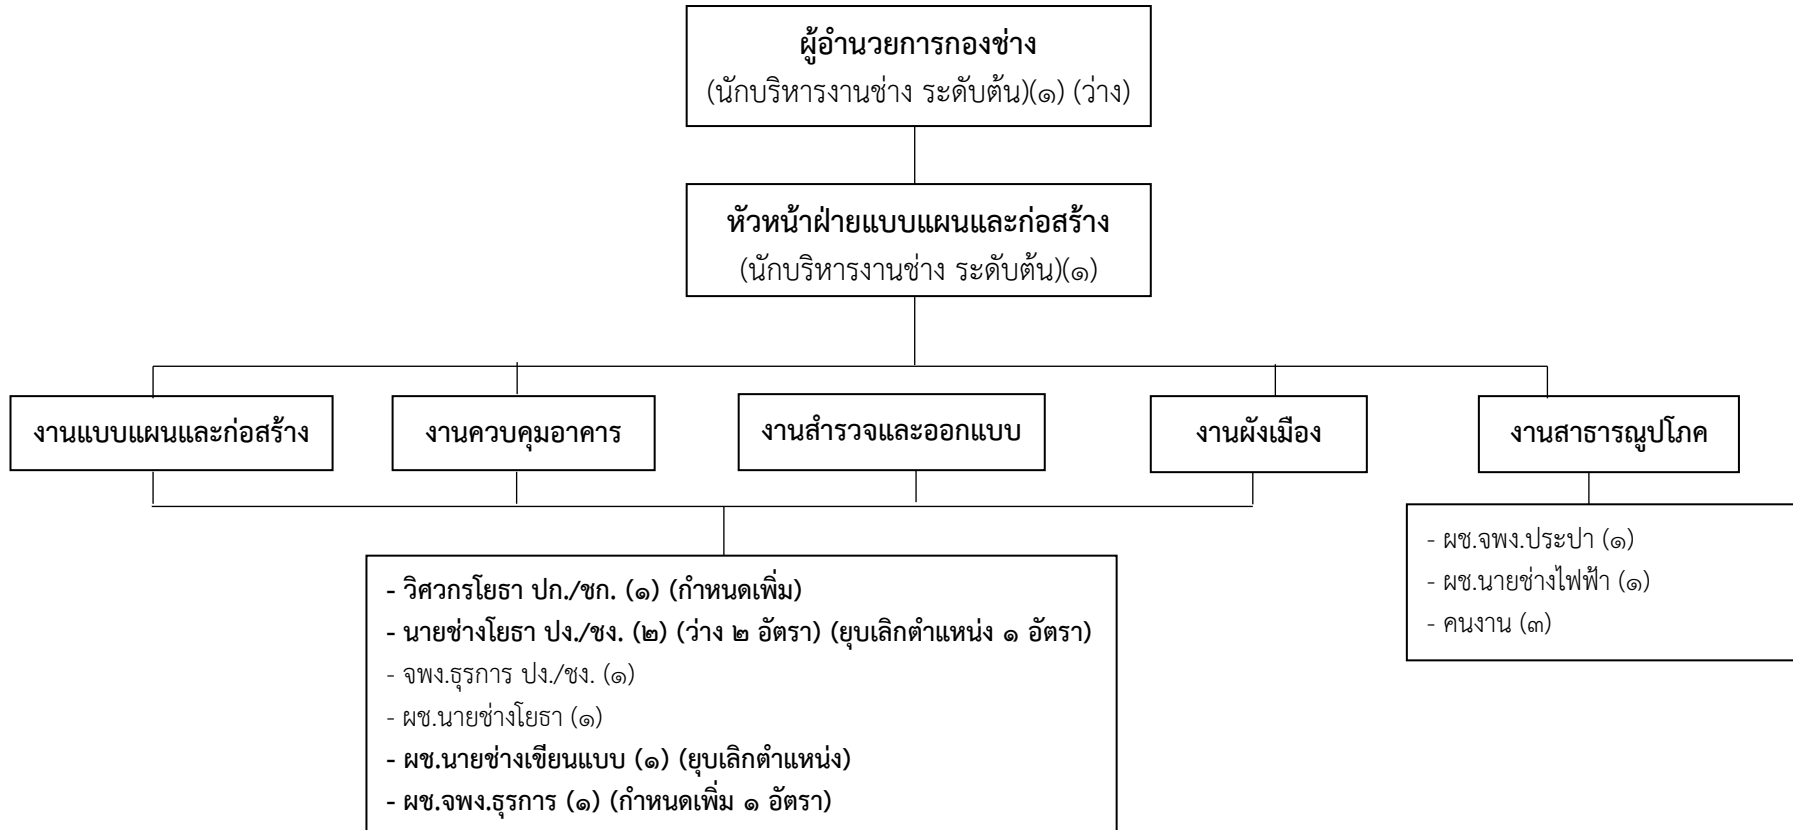 ผู้อำนวยการกองช่าง
(นักบริหารงานช่าง ระดับต้น)(๑) (ว่าง)
หัวหน้าฝ่ายแบบแผนและก่อสร้าง
(นักบริหารงานช่าง ระดับต้น)(๑)
งานแบบแผนและก่อสร้าง
งานควบคุมอาคาร
งานสำรวจและออกแบบ
งานผังเมือง
งานสาธารณูปโภค
- วิศวกรโยธา ปก./ชก. (๑) (กำหนดเพิ่ม)
- นายช่างโยธา ปง./ชง. (๒) (ว่าง ๒ อัตรา) (ยุบเลิกตำแหน่ง ๑ อัตรา)
- จพง.ธุรการ ปง./ชง. (๑)
- ผช.นายช่างโยธา (๑)
- ผช.นายช่างเขียนแบบ (๑) (ยุบเลิกตำแหน่ง)
- ผช.จพง.ธุรการ (๑) (กำหนดเพิ่ม ๑ อัตรา)
- ผช.จพง.ประปา (๑)
- ผช.นายช่างไฟฟ้า (๑)
- คนงาน (๓)